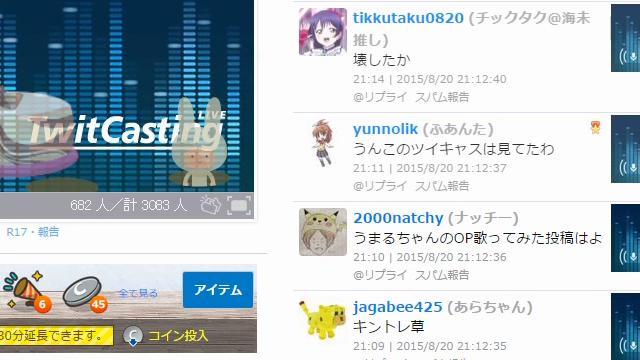 TwitCasting LIVE
682 人／計 3083 人
R17・報告
6
45
全て見る
アイテム
30分延長できます。
C コイン投入
tikkutaku0820 (チックタク@海未推し)
壊したか
21:14 | 2015/8/20 21:12:40
@リプライ スパム報告
yunnolik (ふあんた)
うんこのツイキャスは見てたわ
21:11 | 2015/8/20 21:12:37
@リプライ スパム報告
2000natchy (ナッチー)
うまるちゃんのOP歌ってみた投稿はよ
21:10 | 2015/8/20 21:12:36
@リプライ スパム報告
jagabee425 (あらちゃん)
キントレ草
21:09 | 2015/8/20 21:12:35